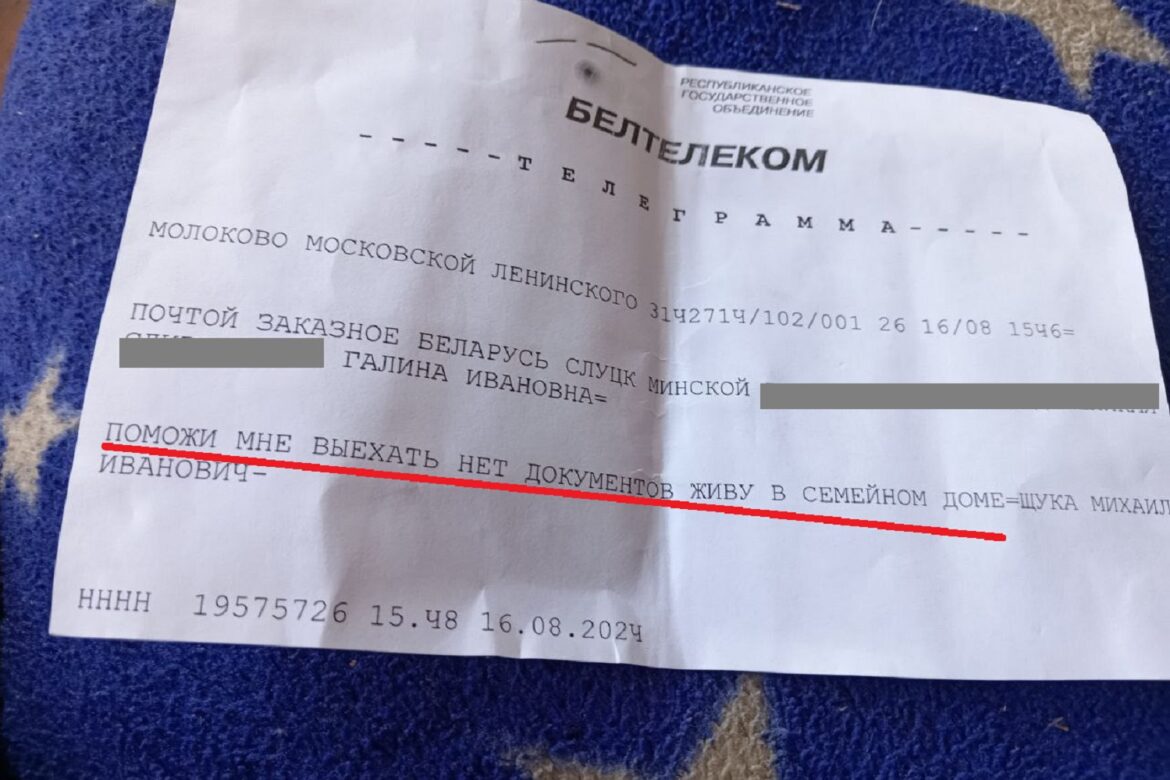 РЕСПУБЛИКАНСКОЕ
ГОСУДАРСТВЕННОЕ
ОБЪЕДИНЕНИЕ
БЕЛТЕЛЕКОМ
-----ТЕЛЕГРАММА-----
МОЛОКОВО МОСКОВСКОЙ ЛЕНИНСКОГО 31Ч271Ч/102/001 26 16/08 15Ч6=
ПОЧТОЙ ЗАКАЗНОЕ БЕЛАРУСЬ СЛУЦК МИНСКОЙ
ГАЛИНА ИВАНОВНА=
ПОМОЖИ МНЕ ВЫЕХАТЬ НЕТ ДОКУМЕНТОВ ЖИВУ В СЕМЕЙНОМ ДОМЕ=ЩУКА МИХАИЛ
ИВАНОВИЧ-
НННН 19575726 15.Ч8 16.08.202Ч